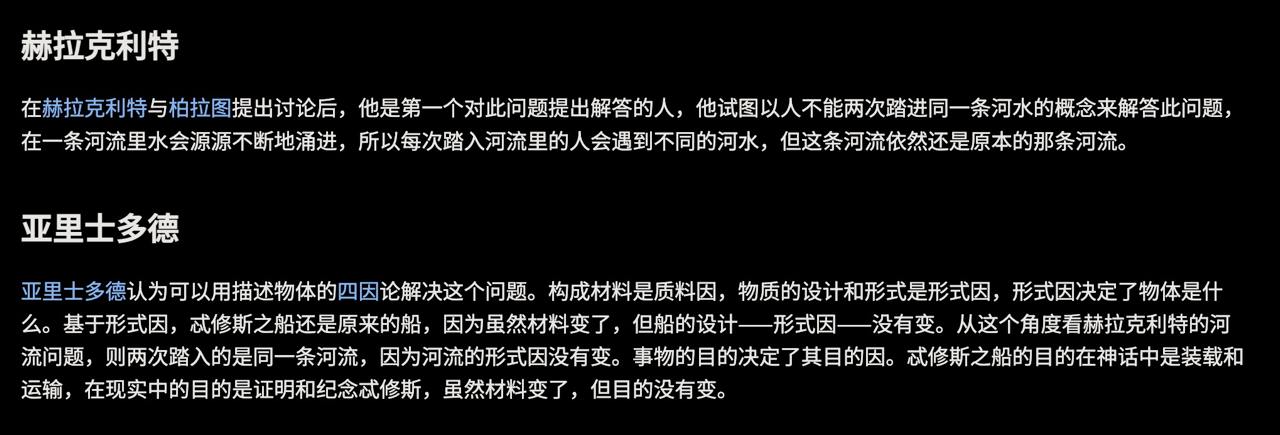 赫拉克利特
在赫拉克利特与柏拉图提出讨论后，他是第一个对此问题提出解答的人，他试图以人不能两次踏进同一条河水的概念来解答此问题，
在一条河流里水会源源不断地涌进，所以每次踏入河流里的人会遇到不同的河水，但这条河流依然还是原本的那条河流。
亚里士多德
亚里士多德认为可以用描述物体的四因论解决这个问题。构成材料是质料因，物质的设计和形式是形式因，形式因决定了物体是什
么。基于形式因，忒修斯之船还是原来的船，因为虽然材料变了，但船的设计——形式因——没有变。从这个角度看赫拉克利特的河
流问题，则两次踏入的是同一条河流，因为河流的形式因没有变。事物的目的决定了其目的因。忒修斯之船的目的在神话中是装载和
运输，在现实中的目的是证明和纪念忒修斯，虽然材料变了，但目的没有变。